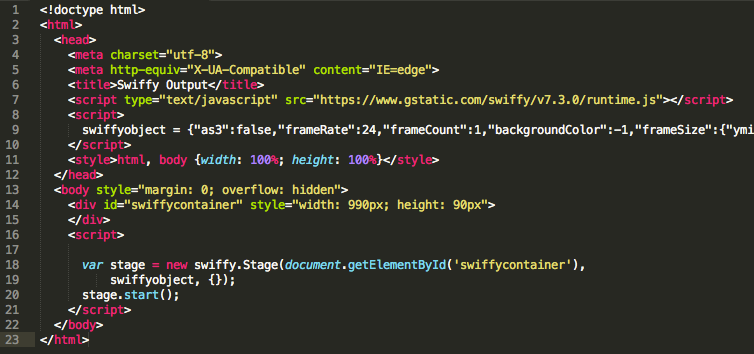 1 <!doctype html>
2 <html>
3 <head>
4 <meta charset="utf-8">
5 <meta http-equiv="X-UA-Compatible" content="IE=edge">
6 <title>Swiffy Output</title>
7 <script type="text/javascript" src="https://www.gstatic.com/swiffy/v7.3.0/runtime.js"></script>
8 <script>
9 swiffyobject = {"as3":false,"frameRate":24,"frameCount":1,"backgroundColor":-1,"frameSize":{"ymi
10 </script>
11 <style>html, body {width: 100%; height: 100%}</style>
12 </head>
13 <body style="margin: 0; overflow: hidden">
14 <div id="swiffycontainer" style="width: 990px; height: 90px">
15 </div>
16 <script>
17
18 var stage = new swiffy.Stage(document.getElementById('swiffycontainer'),
19 swiffyobject, {});
20 stage.start();
21 </script>
22 </body>
23 </html>